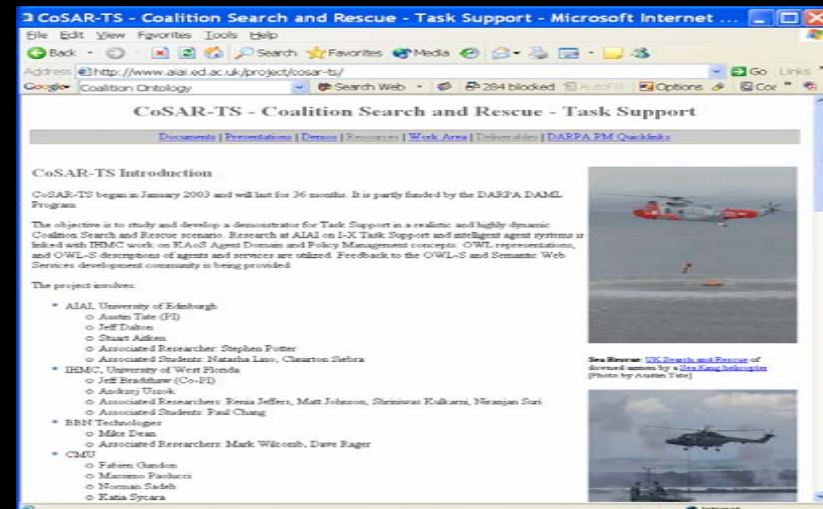 CoSAR-TS - Coalition Search and Rescue - Task Support - Microsoft Internet ...
File Edit View Favorites Tools Help
Back Search Favorites Media
Address http://www.aiai.ed.ac.uk/project/cosar-ts/ Go Links
Google Coalition Ontology Search Web 284 blocked AutoFill Options
CoSAR-TS - Coalition Search and Rescue - Task Support
Documents | Presentations | Demos | Resources | Work Area | Deliverables | DARPA PM Quicklinks
CoSAR-TS Introduction
CoSAR-TS began in January 2003 and will last for 36 months. It is partly funded by the DARPA DAML
Program.
The objective is to study and develop a demonstrator for Task Support in a realistic and highly dynamic
Coalition Search and Rescue scenario. Research at AIAI on I-X Task Support and intelligent agent systems is
linked with IHMC work on KAoS Agent Domain and Policy Management concepts. OWL representations,
and OWL-S descriptions of agents and services are utilized. Feedback to the OWL-S and Semantic Web
Services development community is being provided.
The project involves:
* AIAI, University of Edinburgh
o Austin Tate (PI)
o Jeff Dalton
o Stuart Aitken
o Associated Researcher: Stephen Potter
o Associated Students: Natasha Lino, Clauirton Siebra
* IHMC, University of West Florida
o Jeff Bradshaw (Co-PI)
o Andrzej Uszok
o Associated Researchers: Renia Jeffers, Matt Johnson, Shriniwas Kulkarni, Niranjan Suri
o Associated Students: Paul Chang
* BBN Technologies
o Mike Dean
o Associated Researchers: Mark Wilcomb, Dave Rager
* CMU
o Fabien Gandon
o Massimo Paolucci
o Norman Sadeh
o Katia Sycara
Sea Rescue: UK Search and Rescue of
downed airmen by a Sea King helicopter
[Photo by Austin Tate]
Internet